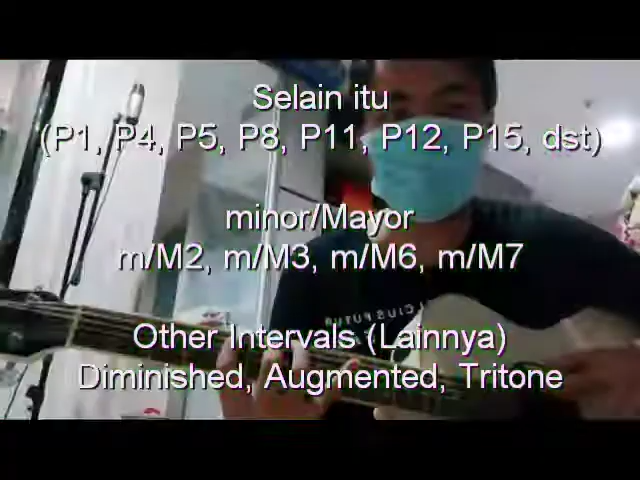 Selain itu
(P1, P4, P5, P8, P11, P12, P15, dst)
minor/Mayor
m/M2, m/M3, m/M6, m/M7
Other Intervals (Lainnya)
Diminished, Augmented, Tritone